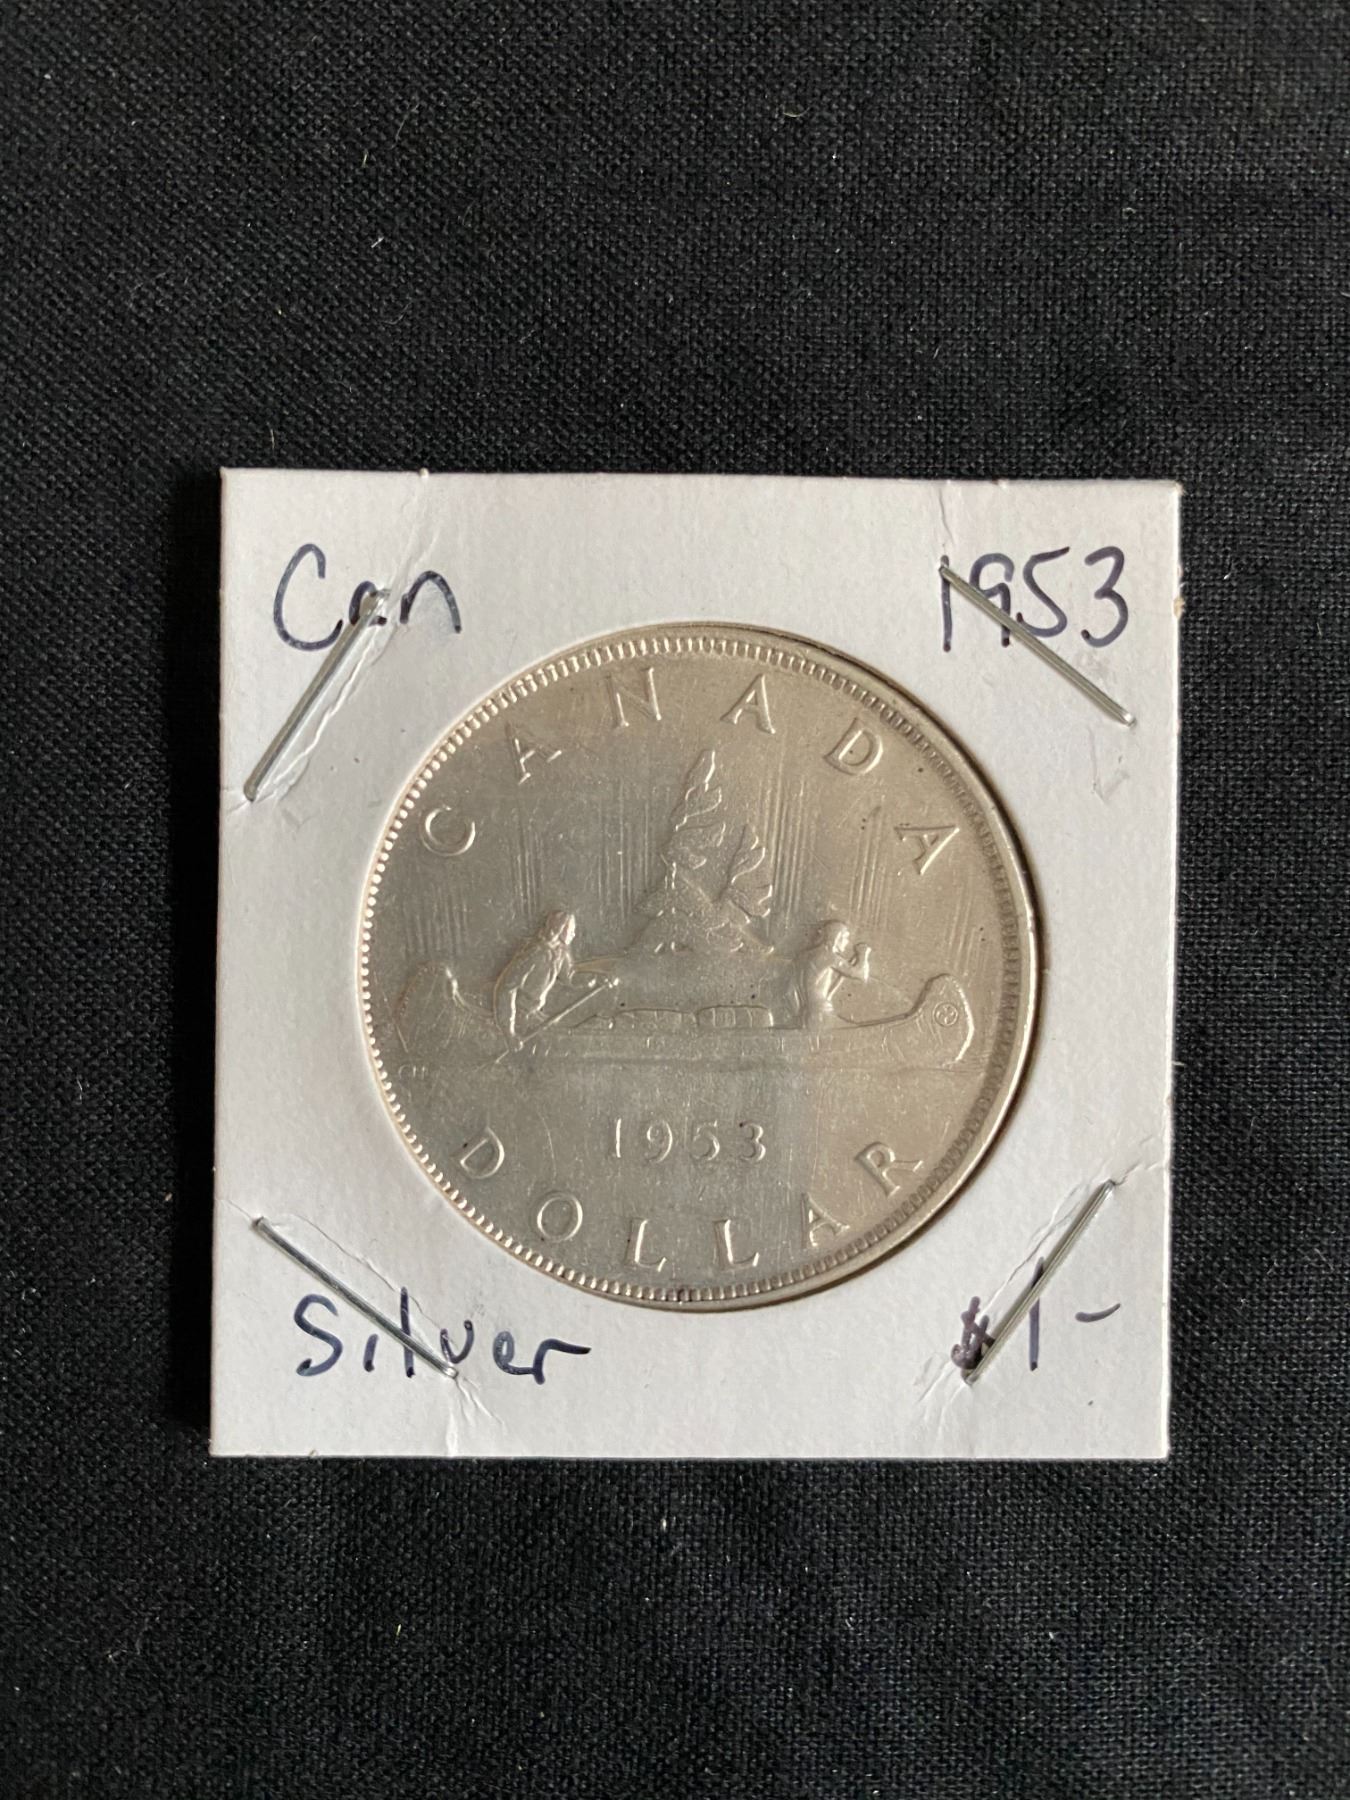 Can 1953
CANADA
1953
DOLLAR
Silver $1-